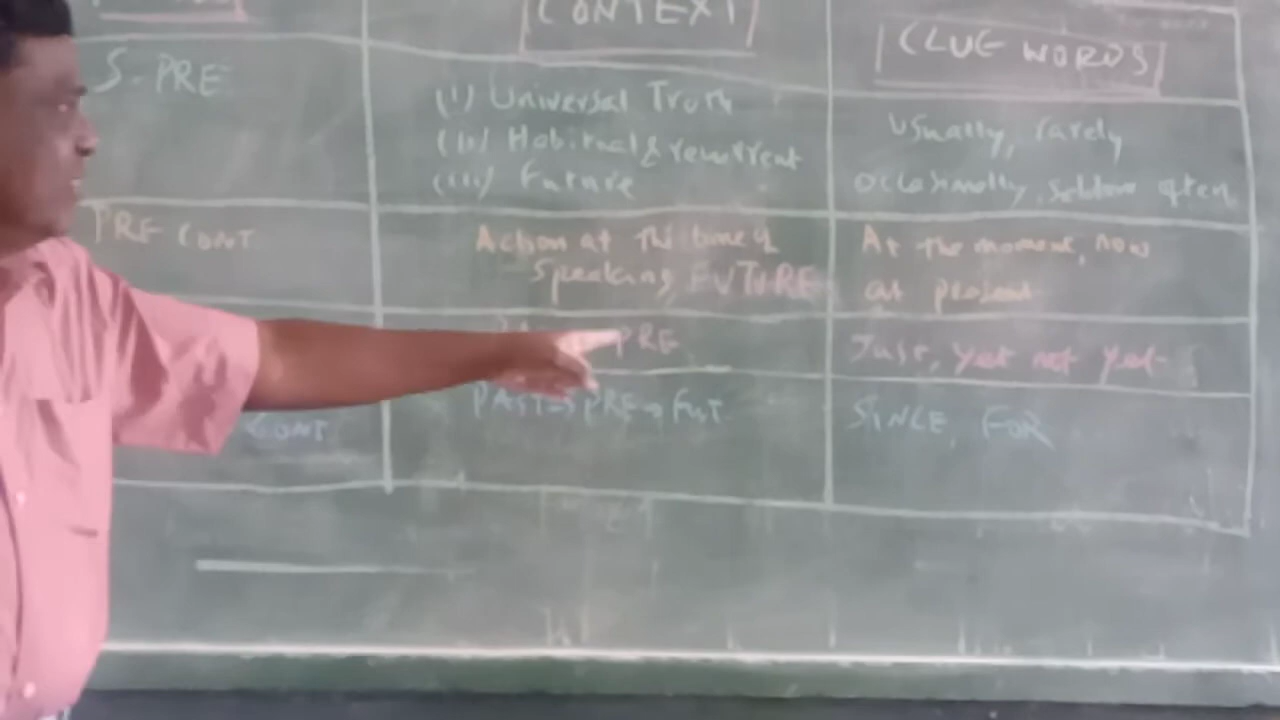 CONTEXT
CLUE WORDS
S. PRE
(i) Universal Truth
(ii) Habitual & recurrent
(iii) Future
Usually, rarely
occasionally, seldom often
PRE CONT
Action at the time of
speaking, FUTURE
At the moment, now
at present
PRE
Just, yet not yet
CONT
PAST → PRE → FUT
SINCE, FOR